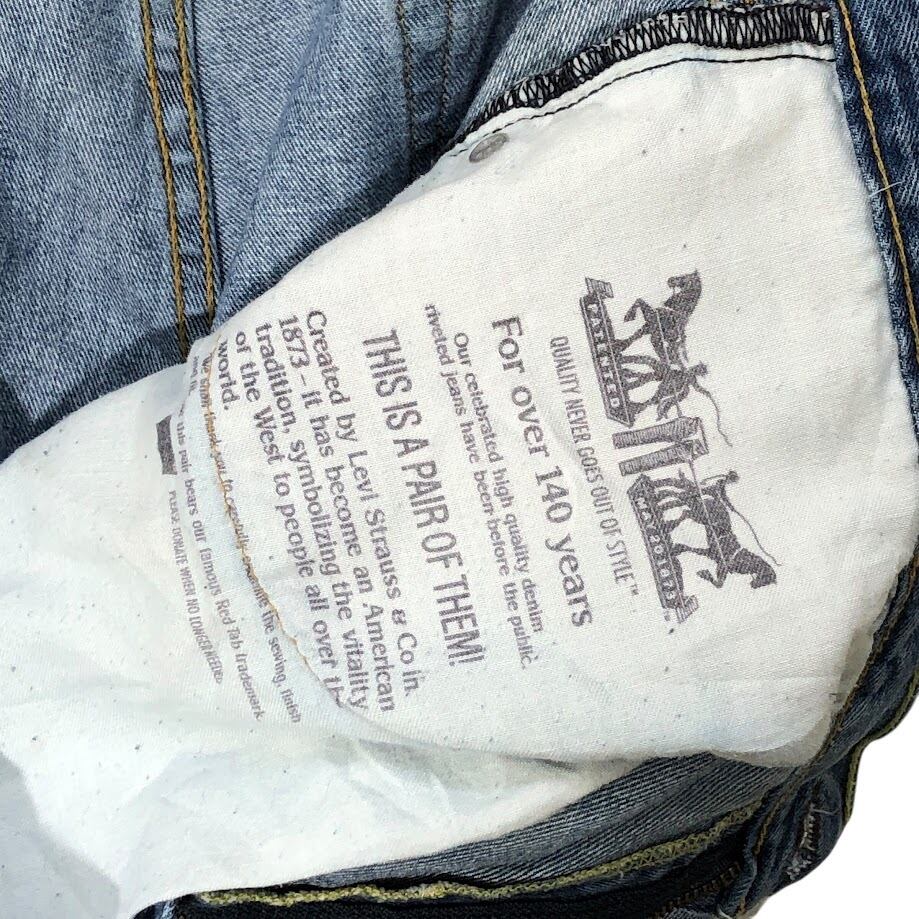 QUALITY NEVER GOES OUT OF STYLE™
For over 140 years
Our celebrated high quality denim
riveted jeans have been before the public.
THIS IS A PAIR OF THEM!
Created by Levi Strauss & Co in.
1873 – it has become an American
tradition, symbolizing the vitality
of the West to people all over th
world.
the sewing, finish
this pair bears our famous Red Tab trademark.
PLEASE DONATE WHEN NO LONGER NEEDED